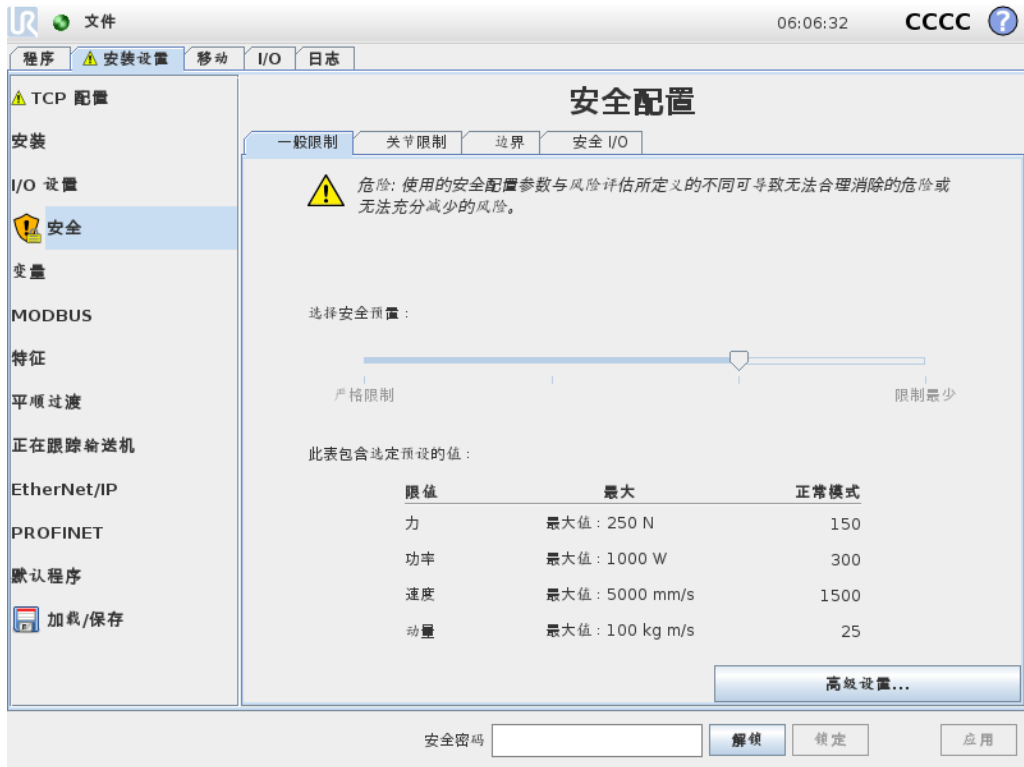 UR 文件 06:06:32 CCCC ?
程序 安装设置 移动 I/O 日志
TCP 配置
安装
I/O 设置
安全
变量
MODBUS
特征
平顺过渡
正在跟踪输送机
EtherNet/IP
PROFINET
默认程序
加载/保存
安全配置
一般限制 关节限制 边界 安全 I/O
危险: 使用的安全配置参数与风险评估所定义的不同可导致无法合理消除的危险或
无法充分减少的风险。
选择安全预置：
严格限制 限制最少
此表包含选定预设的值：
限值 最大 正常模式
力 最大值：250 N 150
功率 最大值：1000 W 300
速度 最大值：5000 mm/s 1500
动量 最大值：100 kg m/s 25
高级设置...
安全密码 解锁 锁定 应用